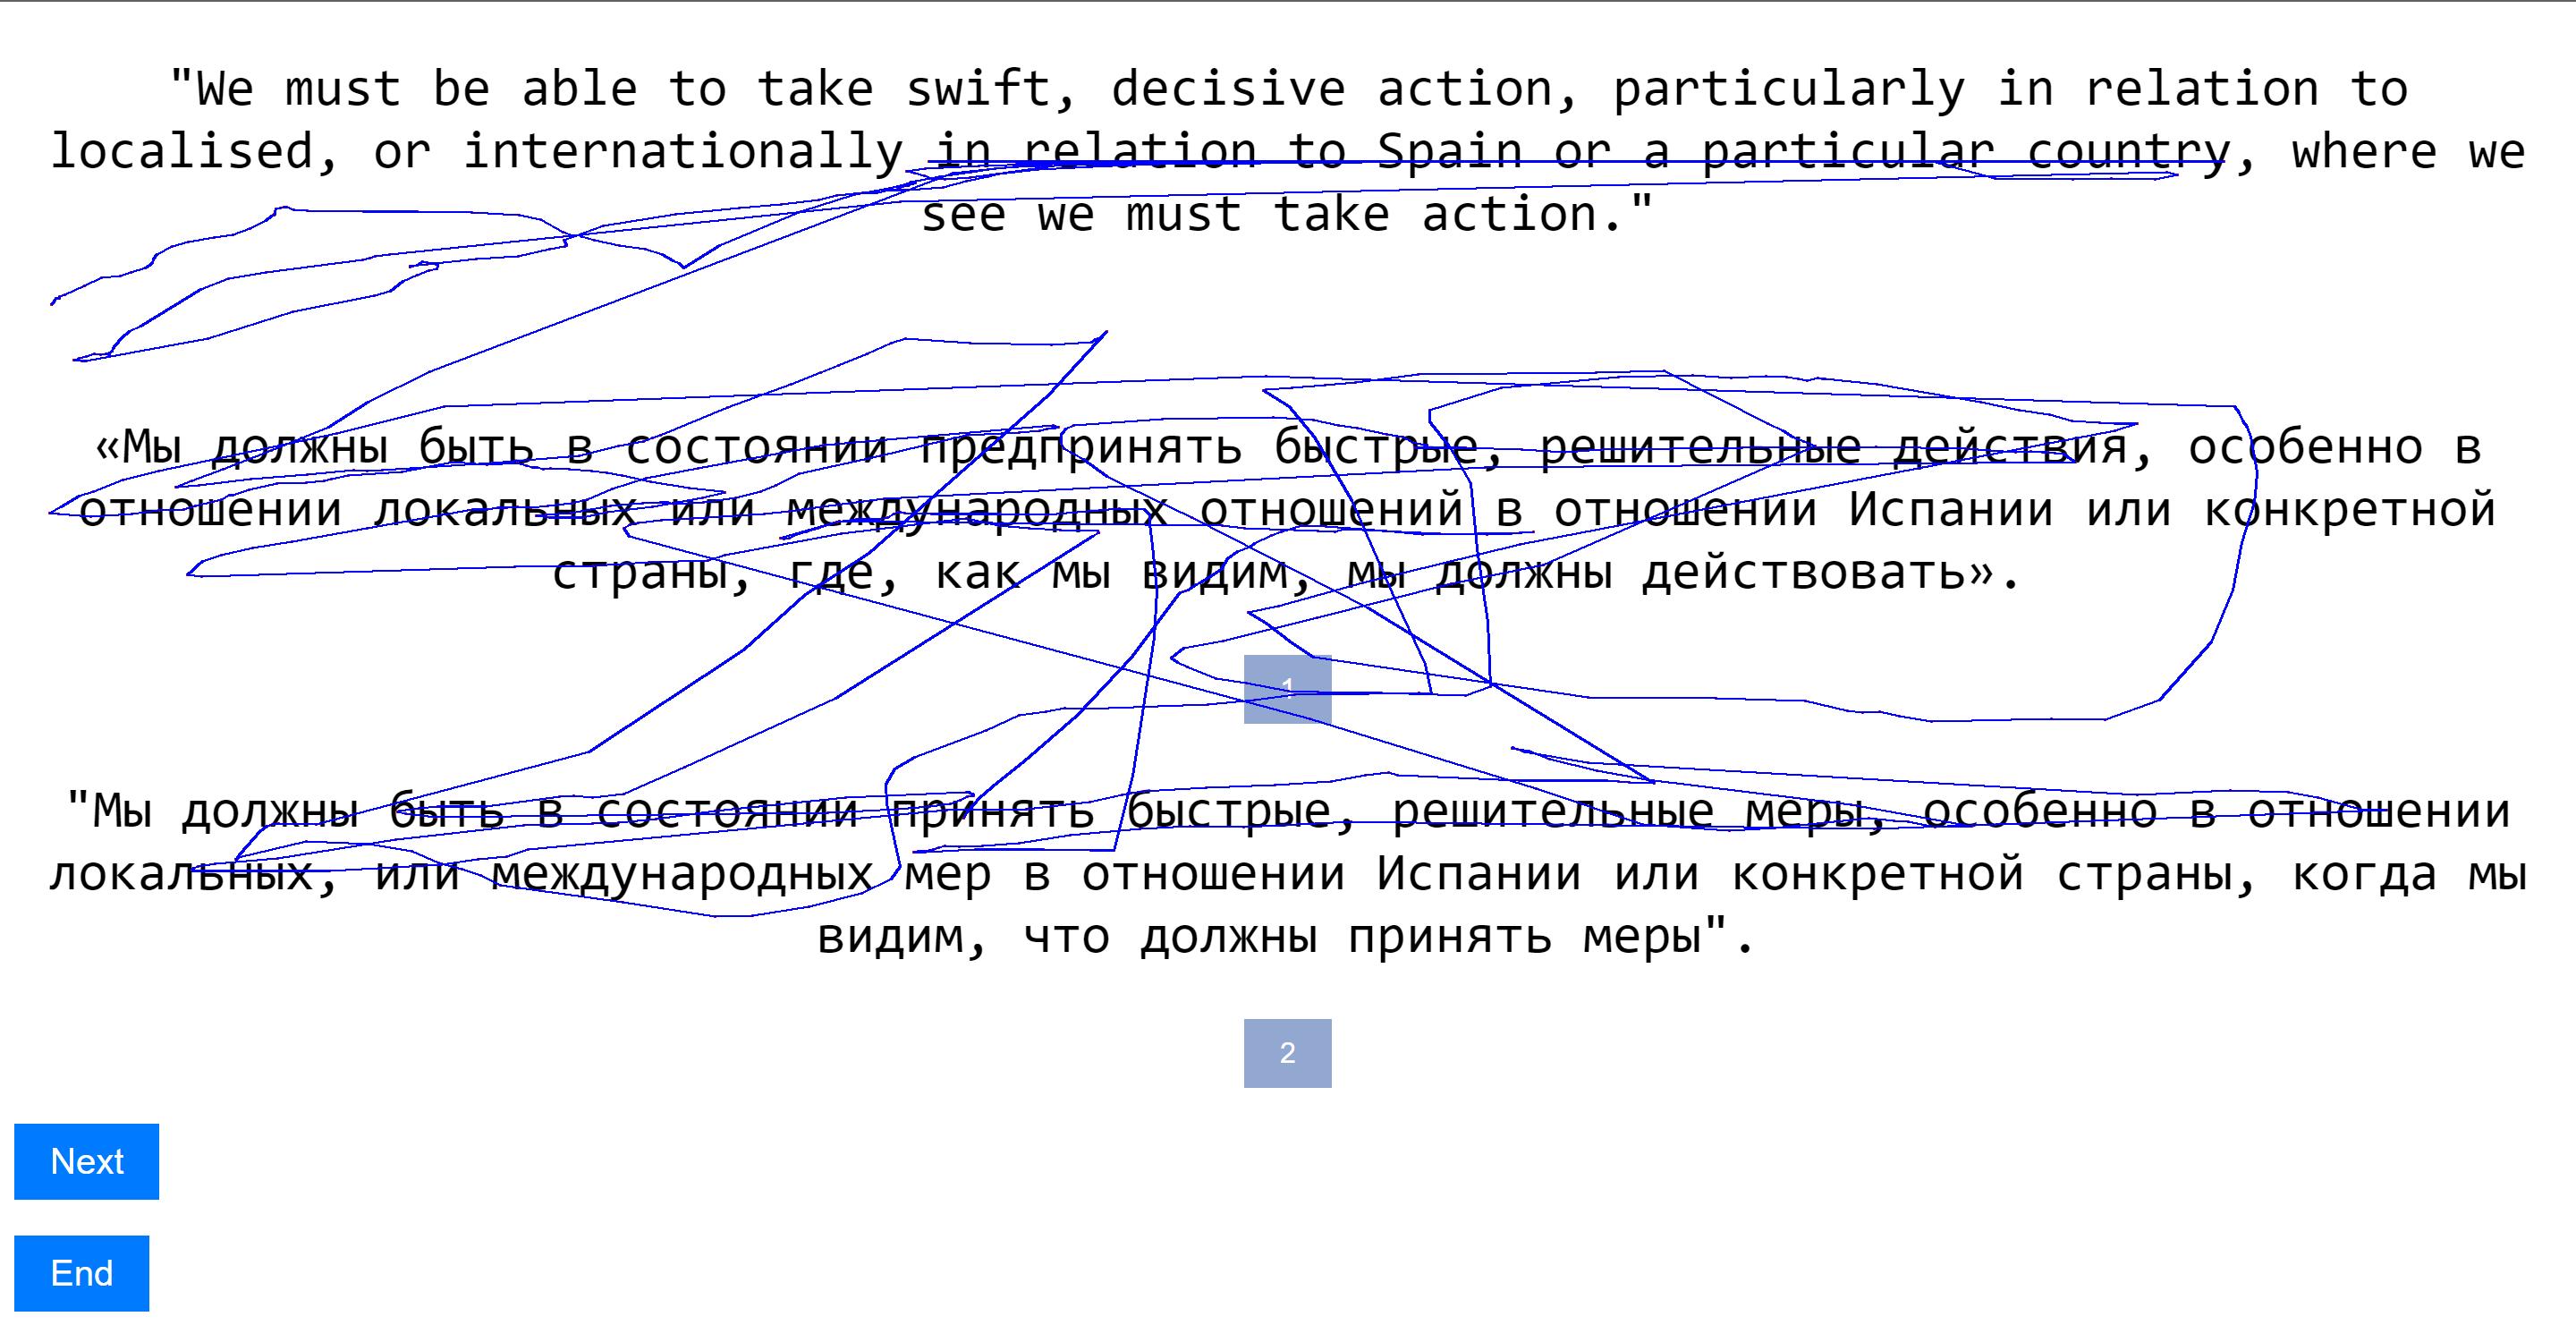 "We must be able to take swift, decisive action, particularly in relation to
localised, or internationally in relation to Spain or a particular country, where we
see we must take action."
«Мы должны быть в состоянии предпринять быстрые, решительные действия, особенно в
отношении локальных или международных отношений в отношении Испании или конкретной
страны, где, как мы видим, мы должны действовать».
1
"Мы должны быть в состоянии принять быстрые, решительные меры, особенно в отношении
локальных, или международных мер в отношении Испании или конкретной страны, когда мы
видим, что должны принять меры".
2
Next
End